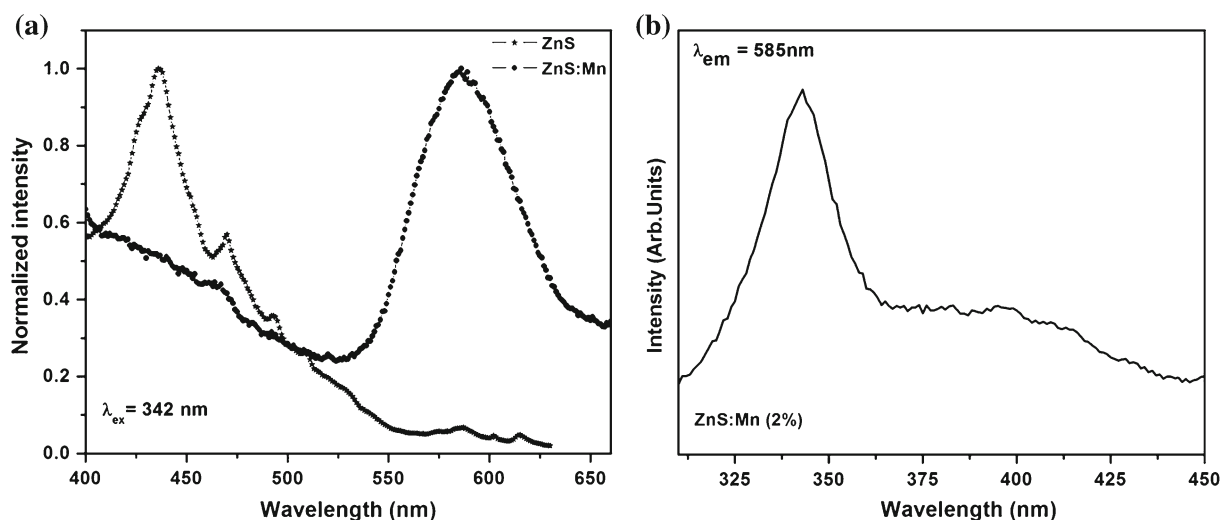 (a)
ZnS
ZnS:Mn
1.0
0.8
0.6
0.4
0.2
0.0
Normalized intensity
λex= 342 nm
400 450 500 550 600 650
Wavelength (nm)
(b)
λem = 585nm
Intensity (Arb.Units)
ZnS:Mn (2%)
325 350 375 400 425 450
Wavelength (nm)